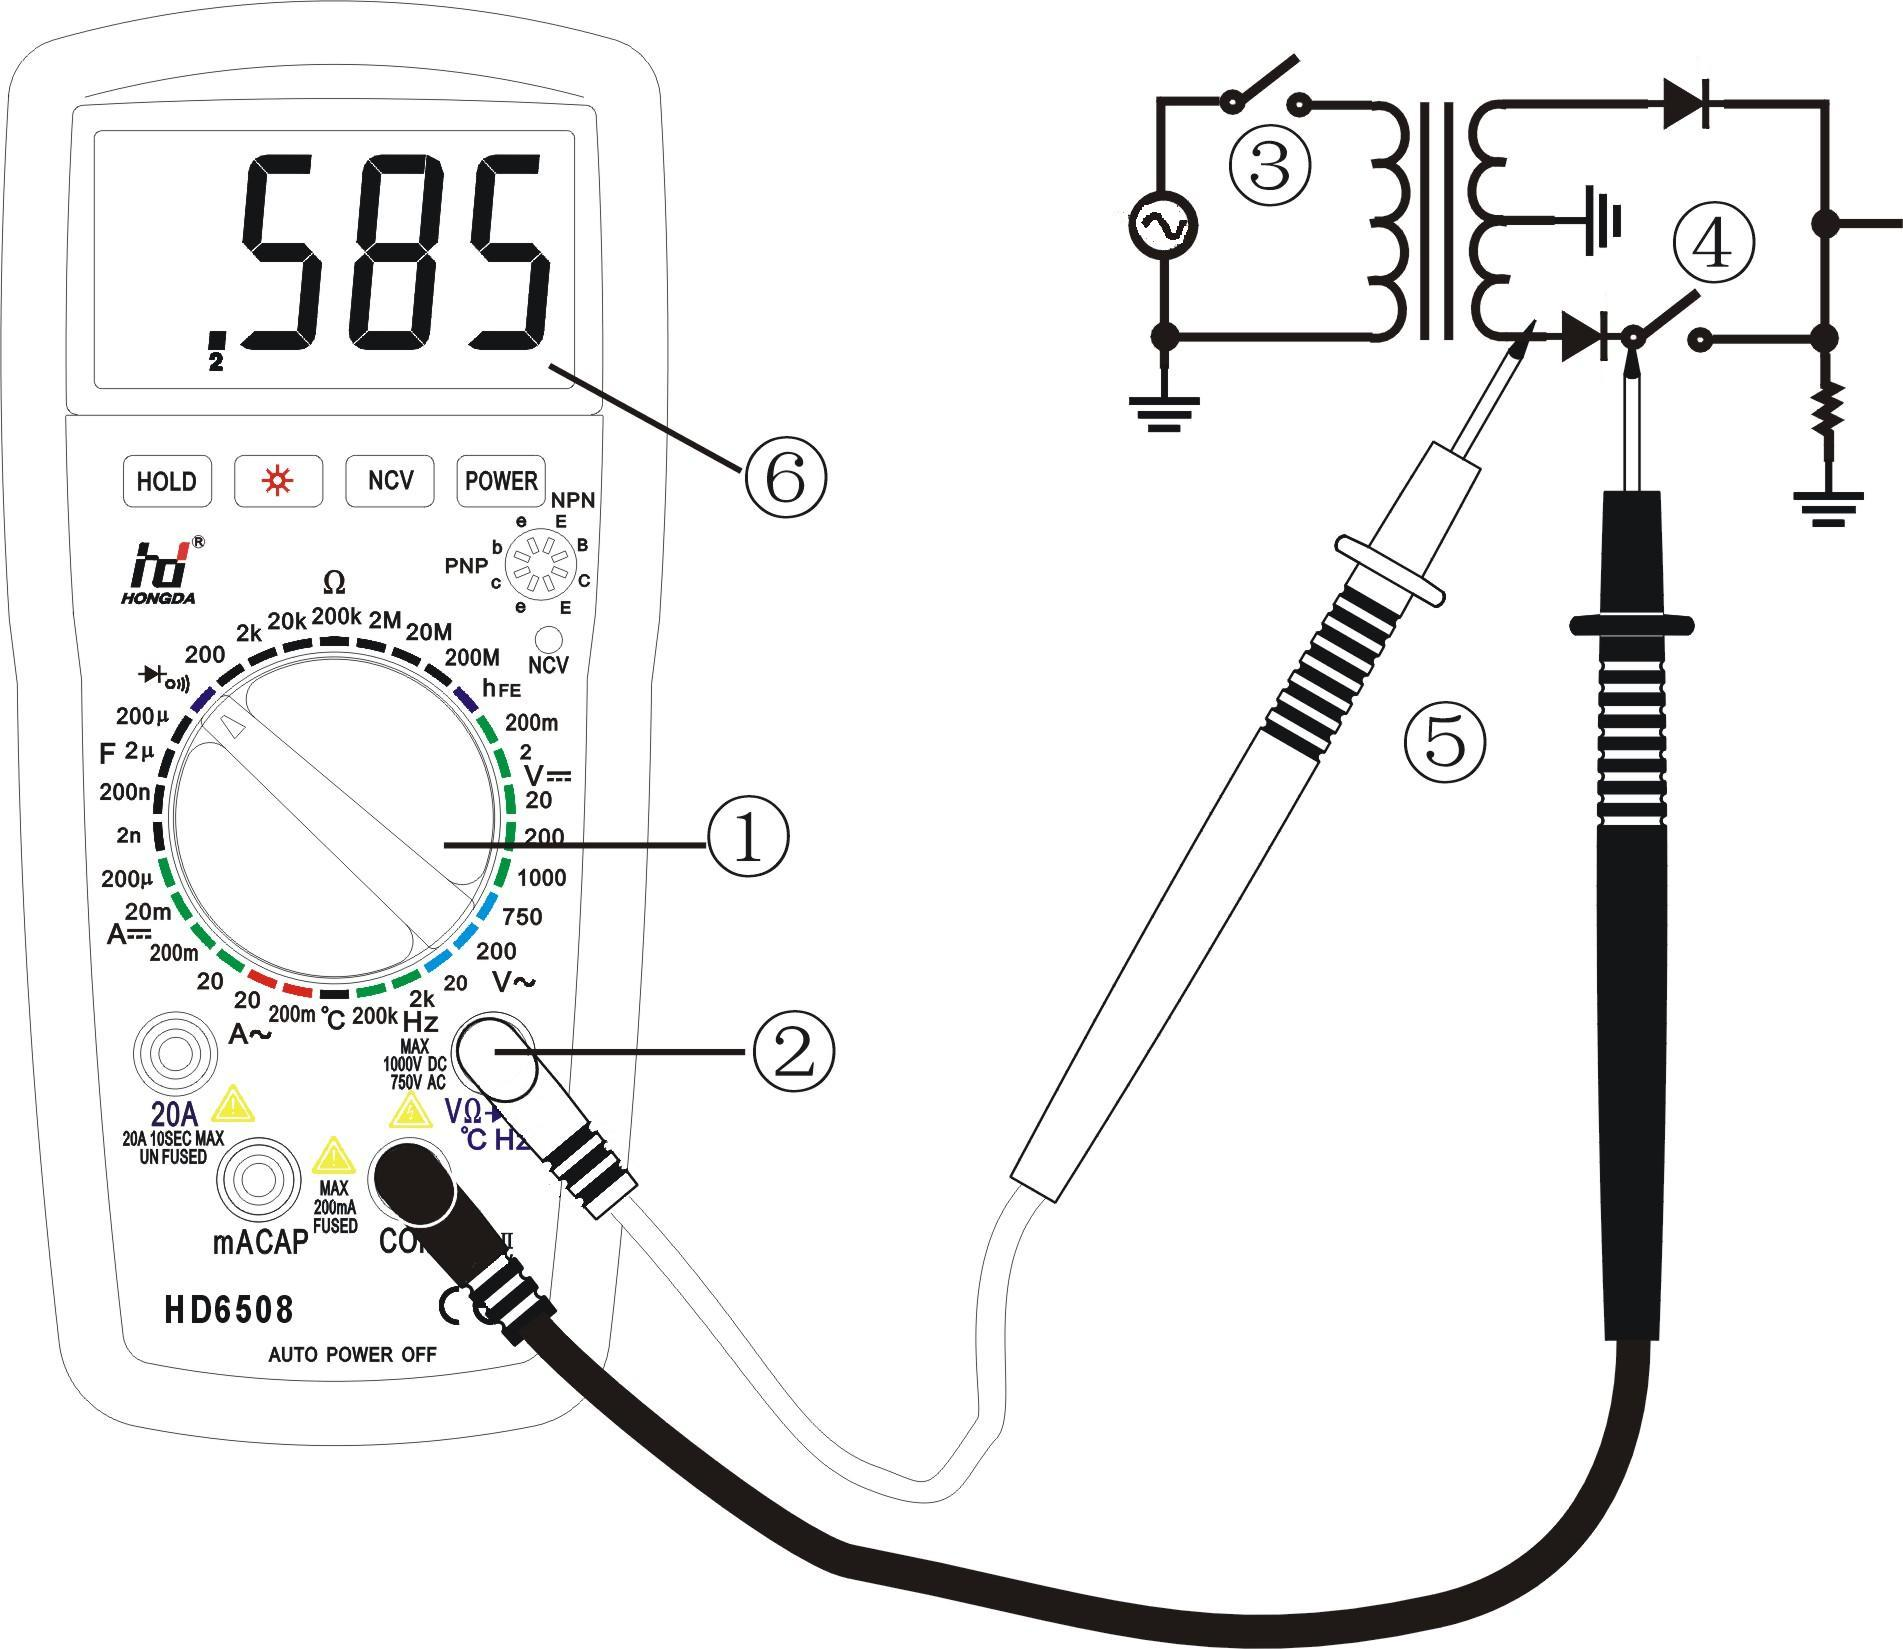 .585
2
HOLD
NCV
POWER
NPN
e E
b B
PNP
c C
e E
NCV
hd®
HONGDA
Ω
200 2k 20k 200k 2M 20M 200M
hFE
200m
2
V
20
200
1000
750
200
20
V~
200μ
F 2μ
200n
2n
200μ
20m
A
200m
20
20
200m
A~
°C
200k
2k
Hz
MAX
1000V DC
750V AC
VΩ
°C Hz
20A
20A 10SEC MAX
UN FUSED
MAX
200mA
FUSED
mACAP
HD6508
AUTO POWER OFF
①
②
③
④
⑤
⑥